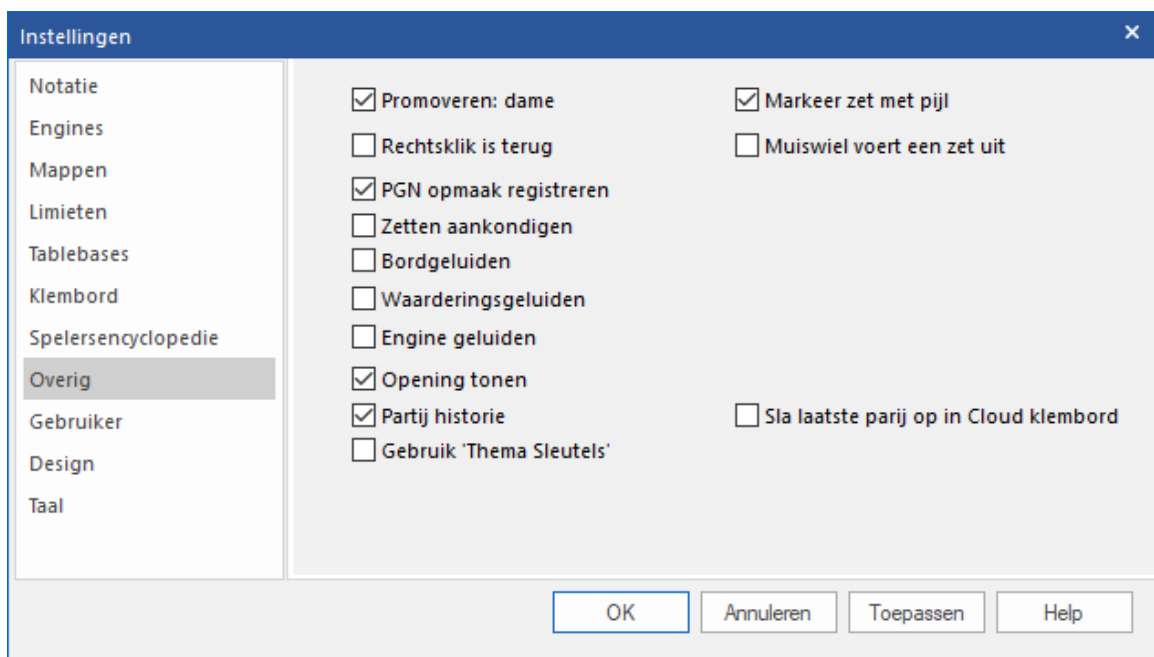 Instellingen
Notatie
Engines
Mappen
Limieten
Tablebases
Klembord
Spelersencyclopedie
Overig
Gebruiker
Design
Taal
Promoveren: dame
Markeer zet met pijl
Rechtsklik is terug
Muiswiel voert een zet uit
PGN opmaak registreren
Zetten aankondigen
Bordgeluiden
Waarderingsgeluiden
Engine geluiden
Opening tonen
Partij historie
Sla laatste parij op in Cloud klembord
Gebruik 'Thema Sleutels'
OK
Annuleren
Toepassen
Help